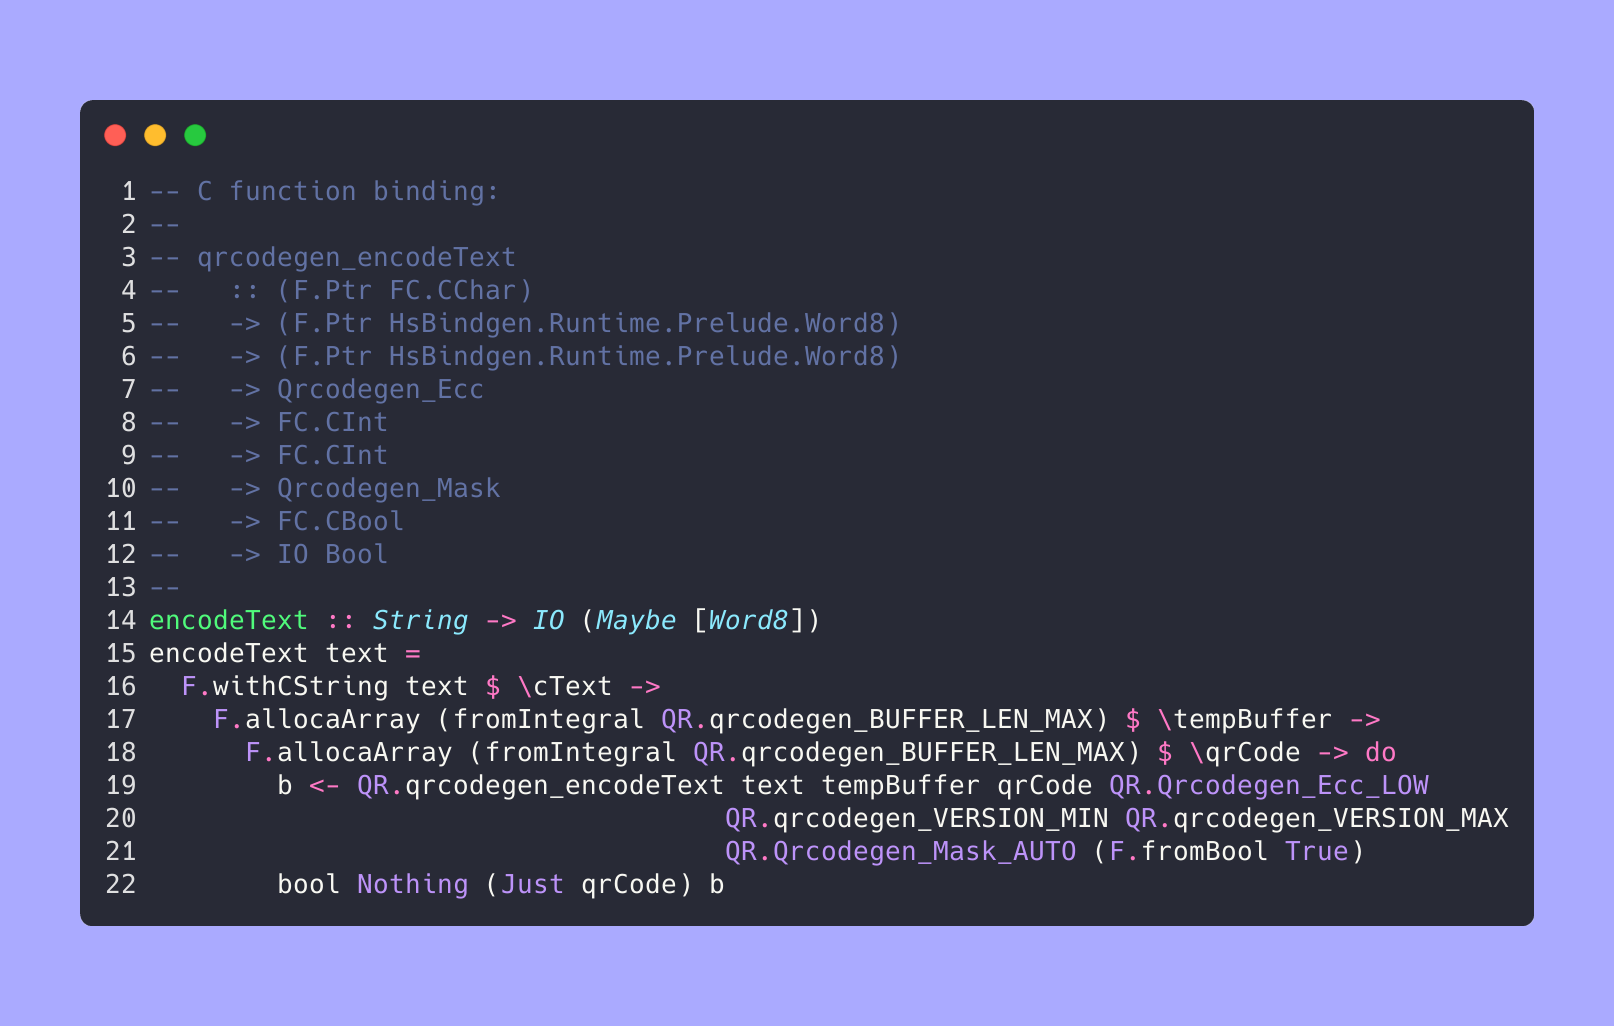 1 -- C function binding:
2 --
3 -- qrcodegen_encodeText
4 --   :: (F.Ptr FC.CChar)
5 --   -> (F.Ptr HsBindgen.Runtime.Prelude.Word8)
6 --   -> (F.Ptr HsBindgen.Runtime.Prelude.Word8)
7 --   -> Qrcodegen_Ecc
8 --   -> FC.CInt
9 --   -> FC.CInt
10 --   -> Qrcodegen_Mask
11 --   -> FC.CBool
12 --   -> IO Bool
13 --
14 encodeText :: String -> IO (Maybe [Word8])
15 encodeText text =
16   F.withCString text $ \cText ->
17     F.allocaArray (fromIntegral QR.qrcodegen_BUFFER_LEN_MAX) $ \tempBuffer ->
18       F.allocaArray (fromIntegral QR.qrcodegen_BUFFER_LEN_MAX) $ \qrCode -> do
19         b <- QR.qrcodegen_encodeText text tempBuffer qrCode QR.Qrcodegen_Ecc_LOW
20                                     QR.qrcodegen_VERSION_MIN QR.qrcodegen_VERSION_MAX
21                                     QR.Qrcodegen_Mask_AUTO (F.fromBool True)
22         bool Nothing (Just qrCode) b